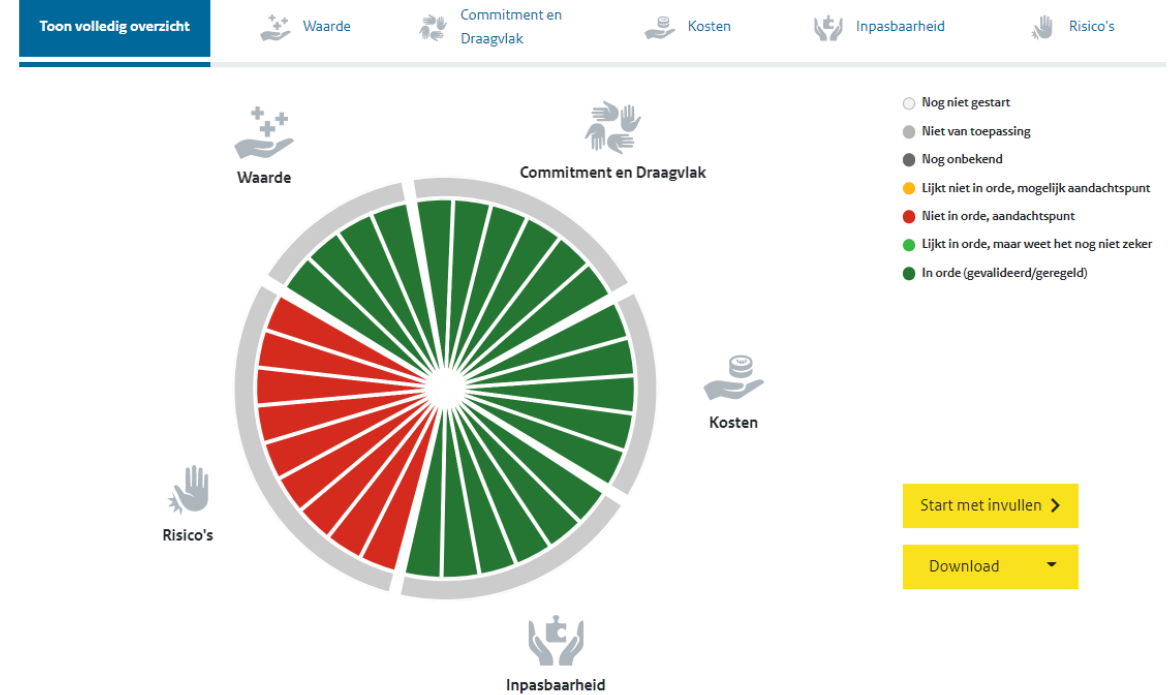 Toon volledig overzicht
Waarde
Commitment en
Draagvlak
Kosten
Inpasbaarheid
Risico's
Nog niet gestart
Niet van toepassing
Nog onbekend
Lijkt niet in orde, mogelijk aandachtspunt
Niet in orde, aandachtspunt
Lijkt in orde, maar weet het nog niet zeker
In orde (gevalideerd/geregeld)
Waarde
Commitment en Draagvlak
Kosten
Risico's
Inpasbaarheid
Start met invullen
Download